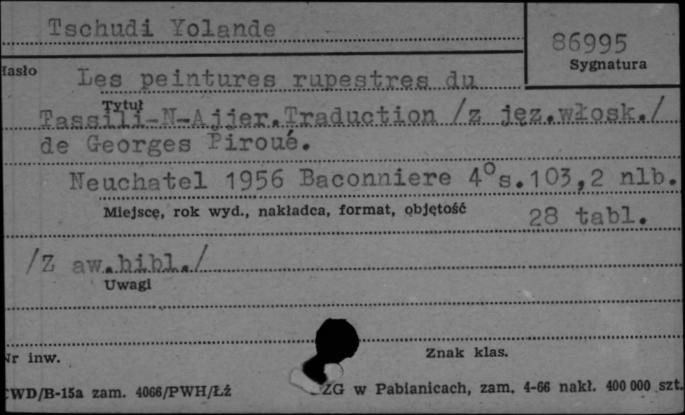 Tschudi Yolande
86995
Sygnatura
Hasło
Les peintures rupestres du
Tytuł
Tassili-N-Ajjer.Traduction /z jęz.włosk./
de Georges Piroué.
Neuchatel 1956 Baconniere 4°s.103,2 nlb.
Miejsce, rok wyd., nakładca, format, objętość
28 tabl.
/Z aw.bibl./
Uwagi
Nr inw.
Znak klas.
CWD/B-15a zam. 4066/PWH/Łź
ZG w Pabianicach, zam. 4-66 nakł. 400 000 szt.